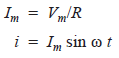 Iₘ = Vₘ/R
i = Iₘ sin ω t